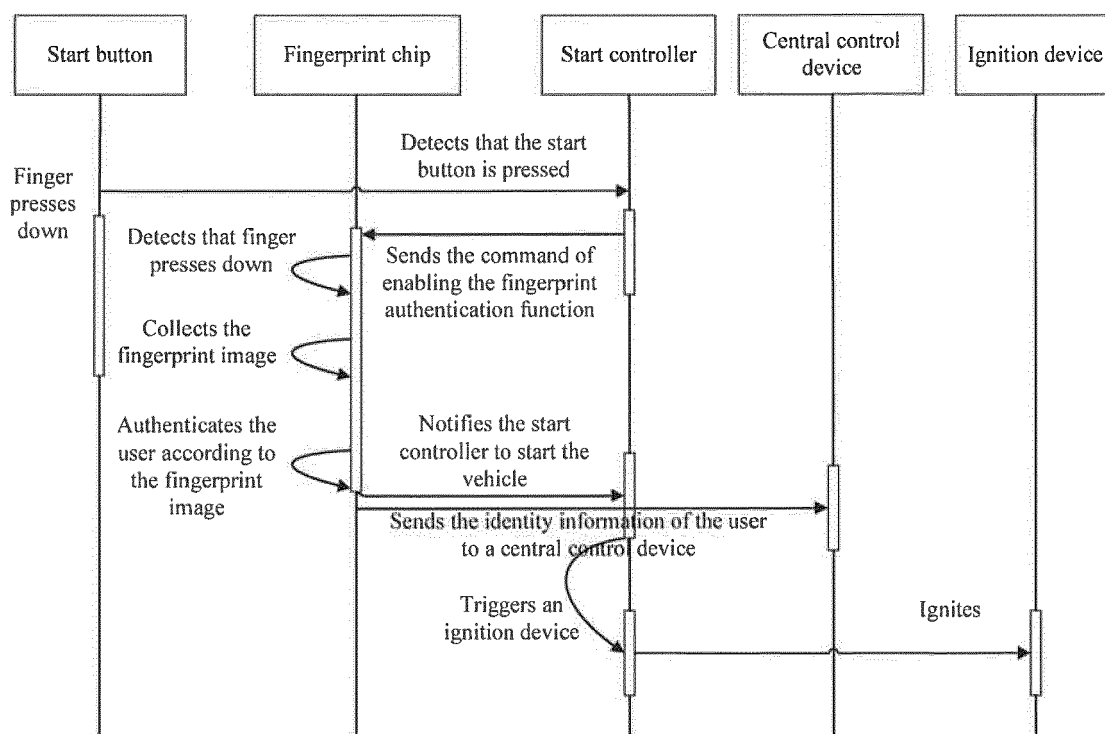 Start button
Fingerprint chip
Start controller
Central control
device
Ignition device
Detects that the start
button is pressed
Finger
presses
down
Detects that finger
presses down
Sends the command of
enabling the fingerprint
authentication function
Collects the
fingerprint image
Authenticates the
user according to
the fingerprint
image
Notifies the start
controller to start the
vehicle
Sends the identity information of the user
to a central control device
Triggers an
ignition device
Ignites